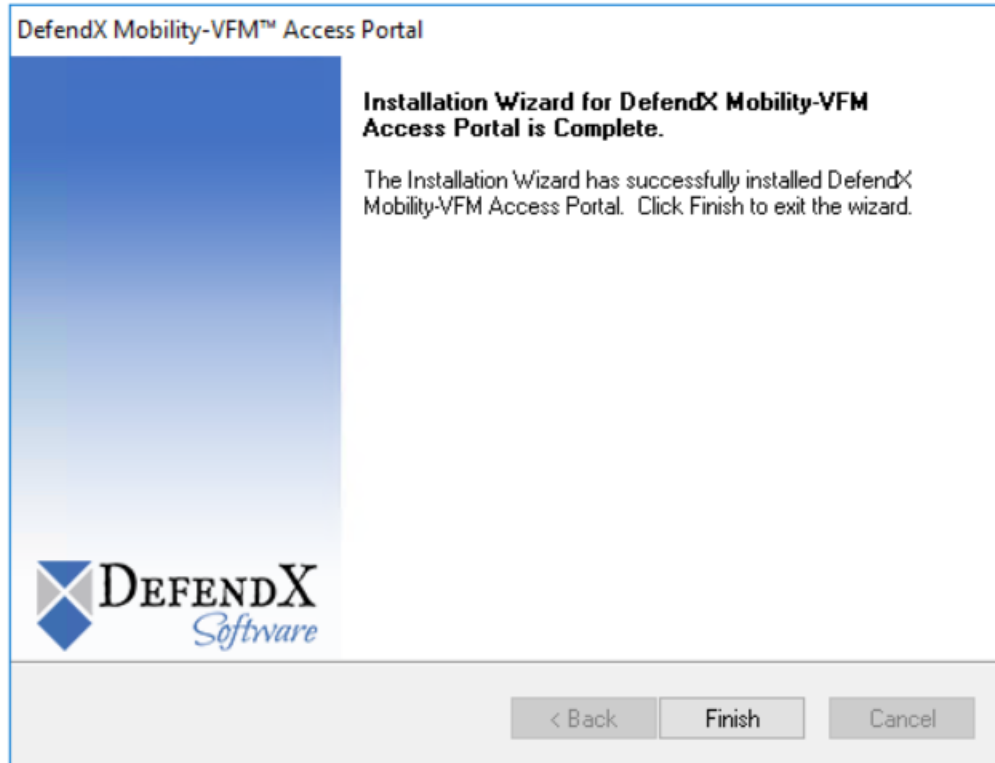 DefendX Mobility-VFM™ Access Portal
Installation Wizard for DefendX Mobility-VFM
Access Portal is Complete.
The Installation Wizard has successfully installed DefendX
Mobility-VFM Access Portal.  Click Finish to exit the wizard.
DEFENDX
Software
< Back
Finish
Cancel